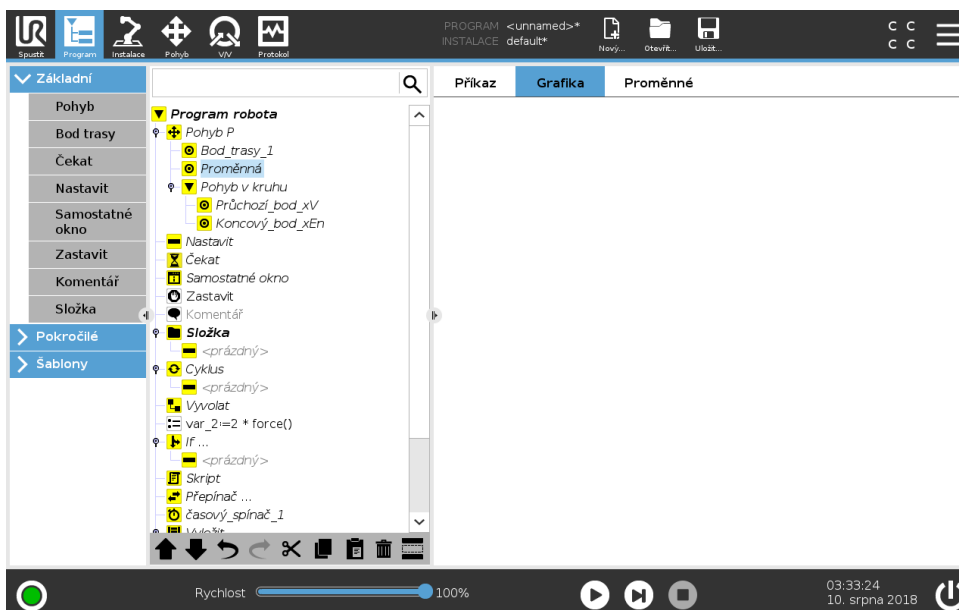 UR
PROGRAM <unnamed>*
INSTALACE default*
Spustit
Program
Instalace
Pohyb
V/V
Protokol
Nový...
Otevřít...
Uložit...
C C
C C
Základní
Pohyb
Bod trasy
Čekat
Nastavit
Samostatné
okno
Zastavit
Komentář
Složka
Pokročilé
Šablony
Program robota
Pohyb P
Bod_trasy_1
Proměnná
Pohyb v kruhu
Průchozí_bod_xV
Koncový_bod_xEn
Nastavit
Čekat
Samostatné okno
Zastavit
Komentář
Složka
<prázdný>
Cyklus
<prázdný>
Vyvolat
var_2≔2 * force()
If ...
<prázdný>
Skript
Přepínač ...
časový_spínač_1
Vyložit
Příkaz
Grafika
Proměnné
Rychlost
100%
03:33:24
10. srpna 2018